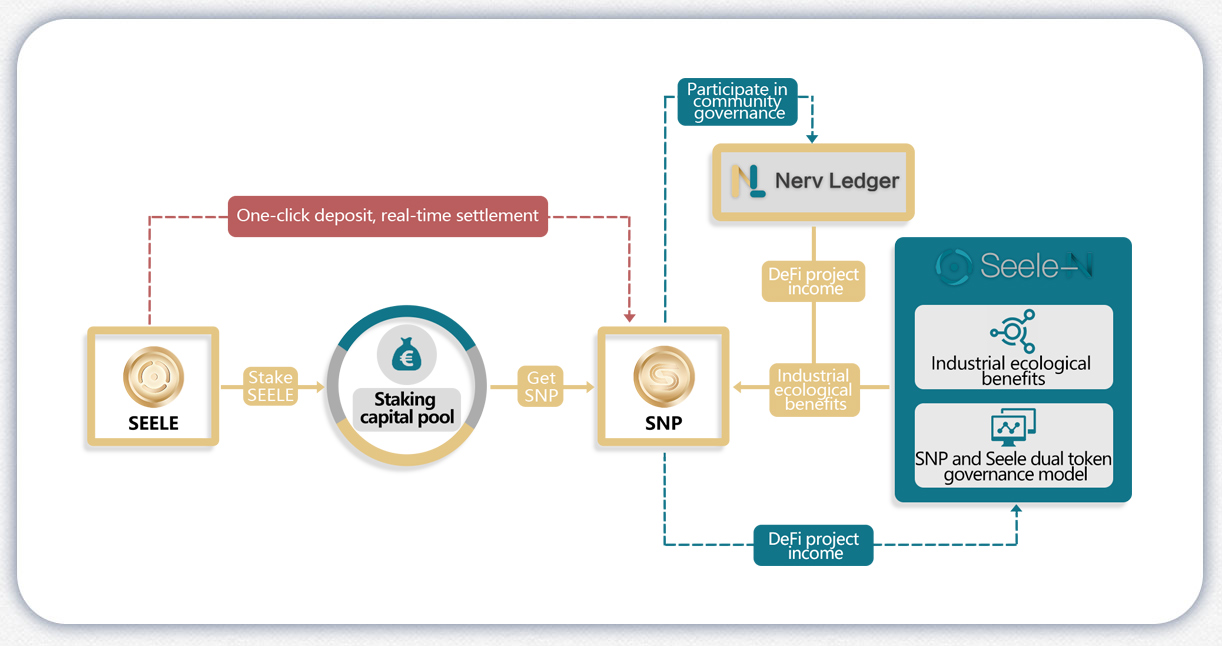 Participate in
community
governance
Nerv Ledger
One-click deposit, real-time settlement
DeFi project
income
Seele-N
Industrial ecological
benefits
SEELE
Stake
SEELE
€
Staking
capital pool
Get
SNP
SNP
Industrial
ecological
benefits
SNP and Seele dual token
governance model
DeFi project
income